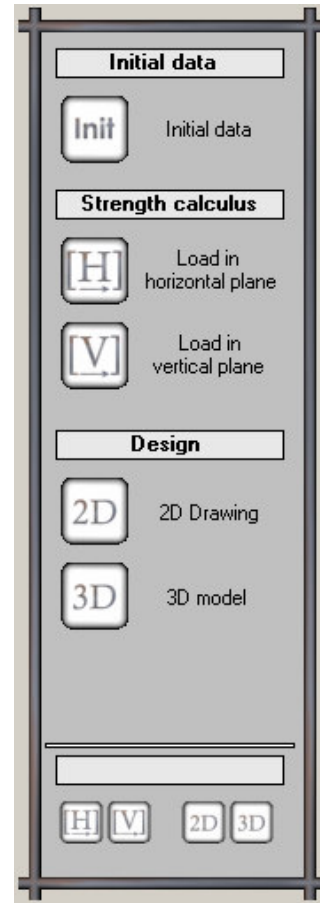 Initial data
Init Initial data
Strength calculus
[H] Load in
horizontal plane
[V] Load in
vertical plane
Design
2D 2D Drawing
3D 3D model
[H] [V] 2D 3D